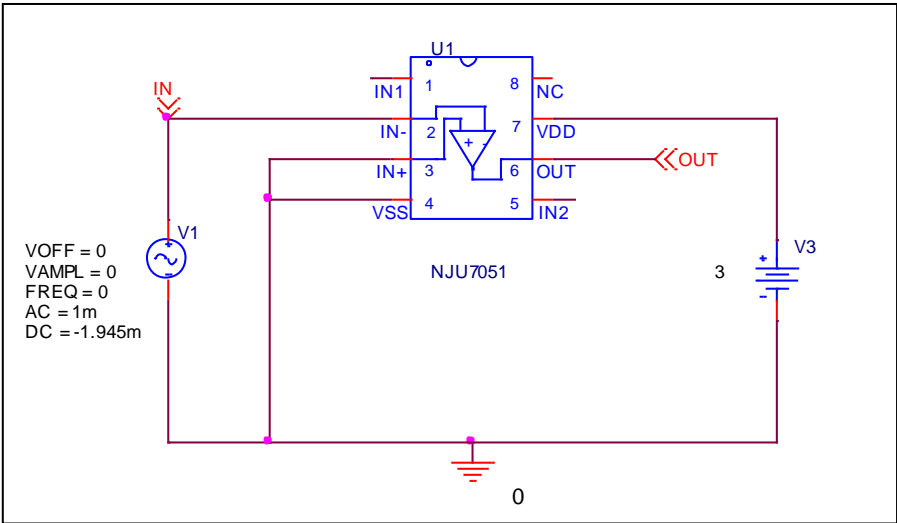 U1
IN
1
8
IN1
NC
IN-
2
7
VDD
+ -
IN+
3
6
OUT
OUT
VSS
4
5
IN2
V1
+
-
VOFF = 0
VAMPL = 0
FREQ = 0
AC = 1m
DC = -1.945m
NJU7051
3
V3
+
-
0